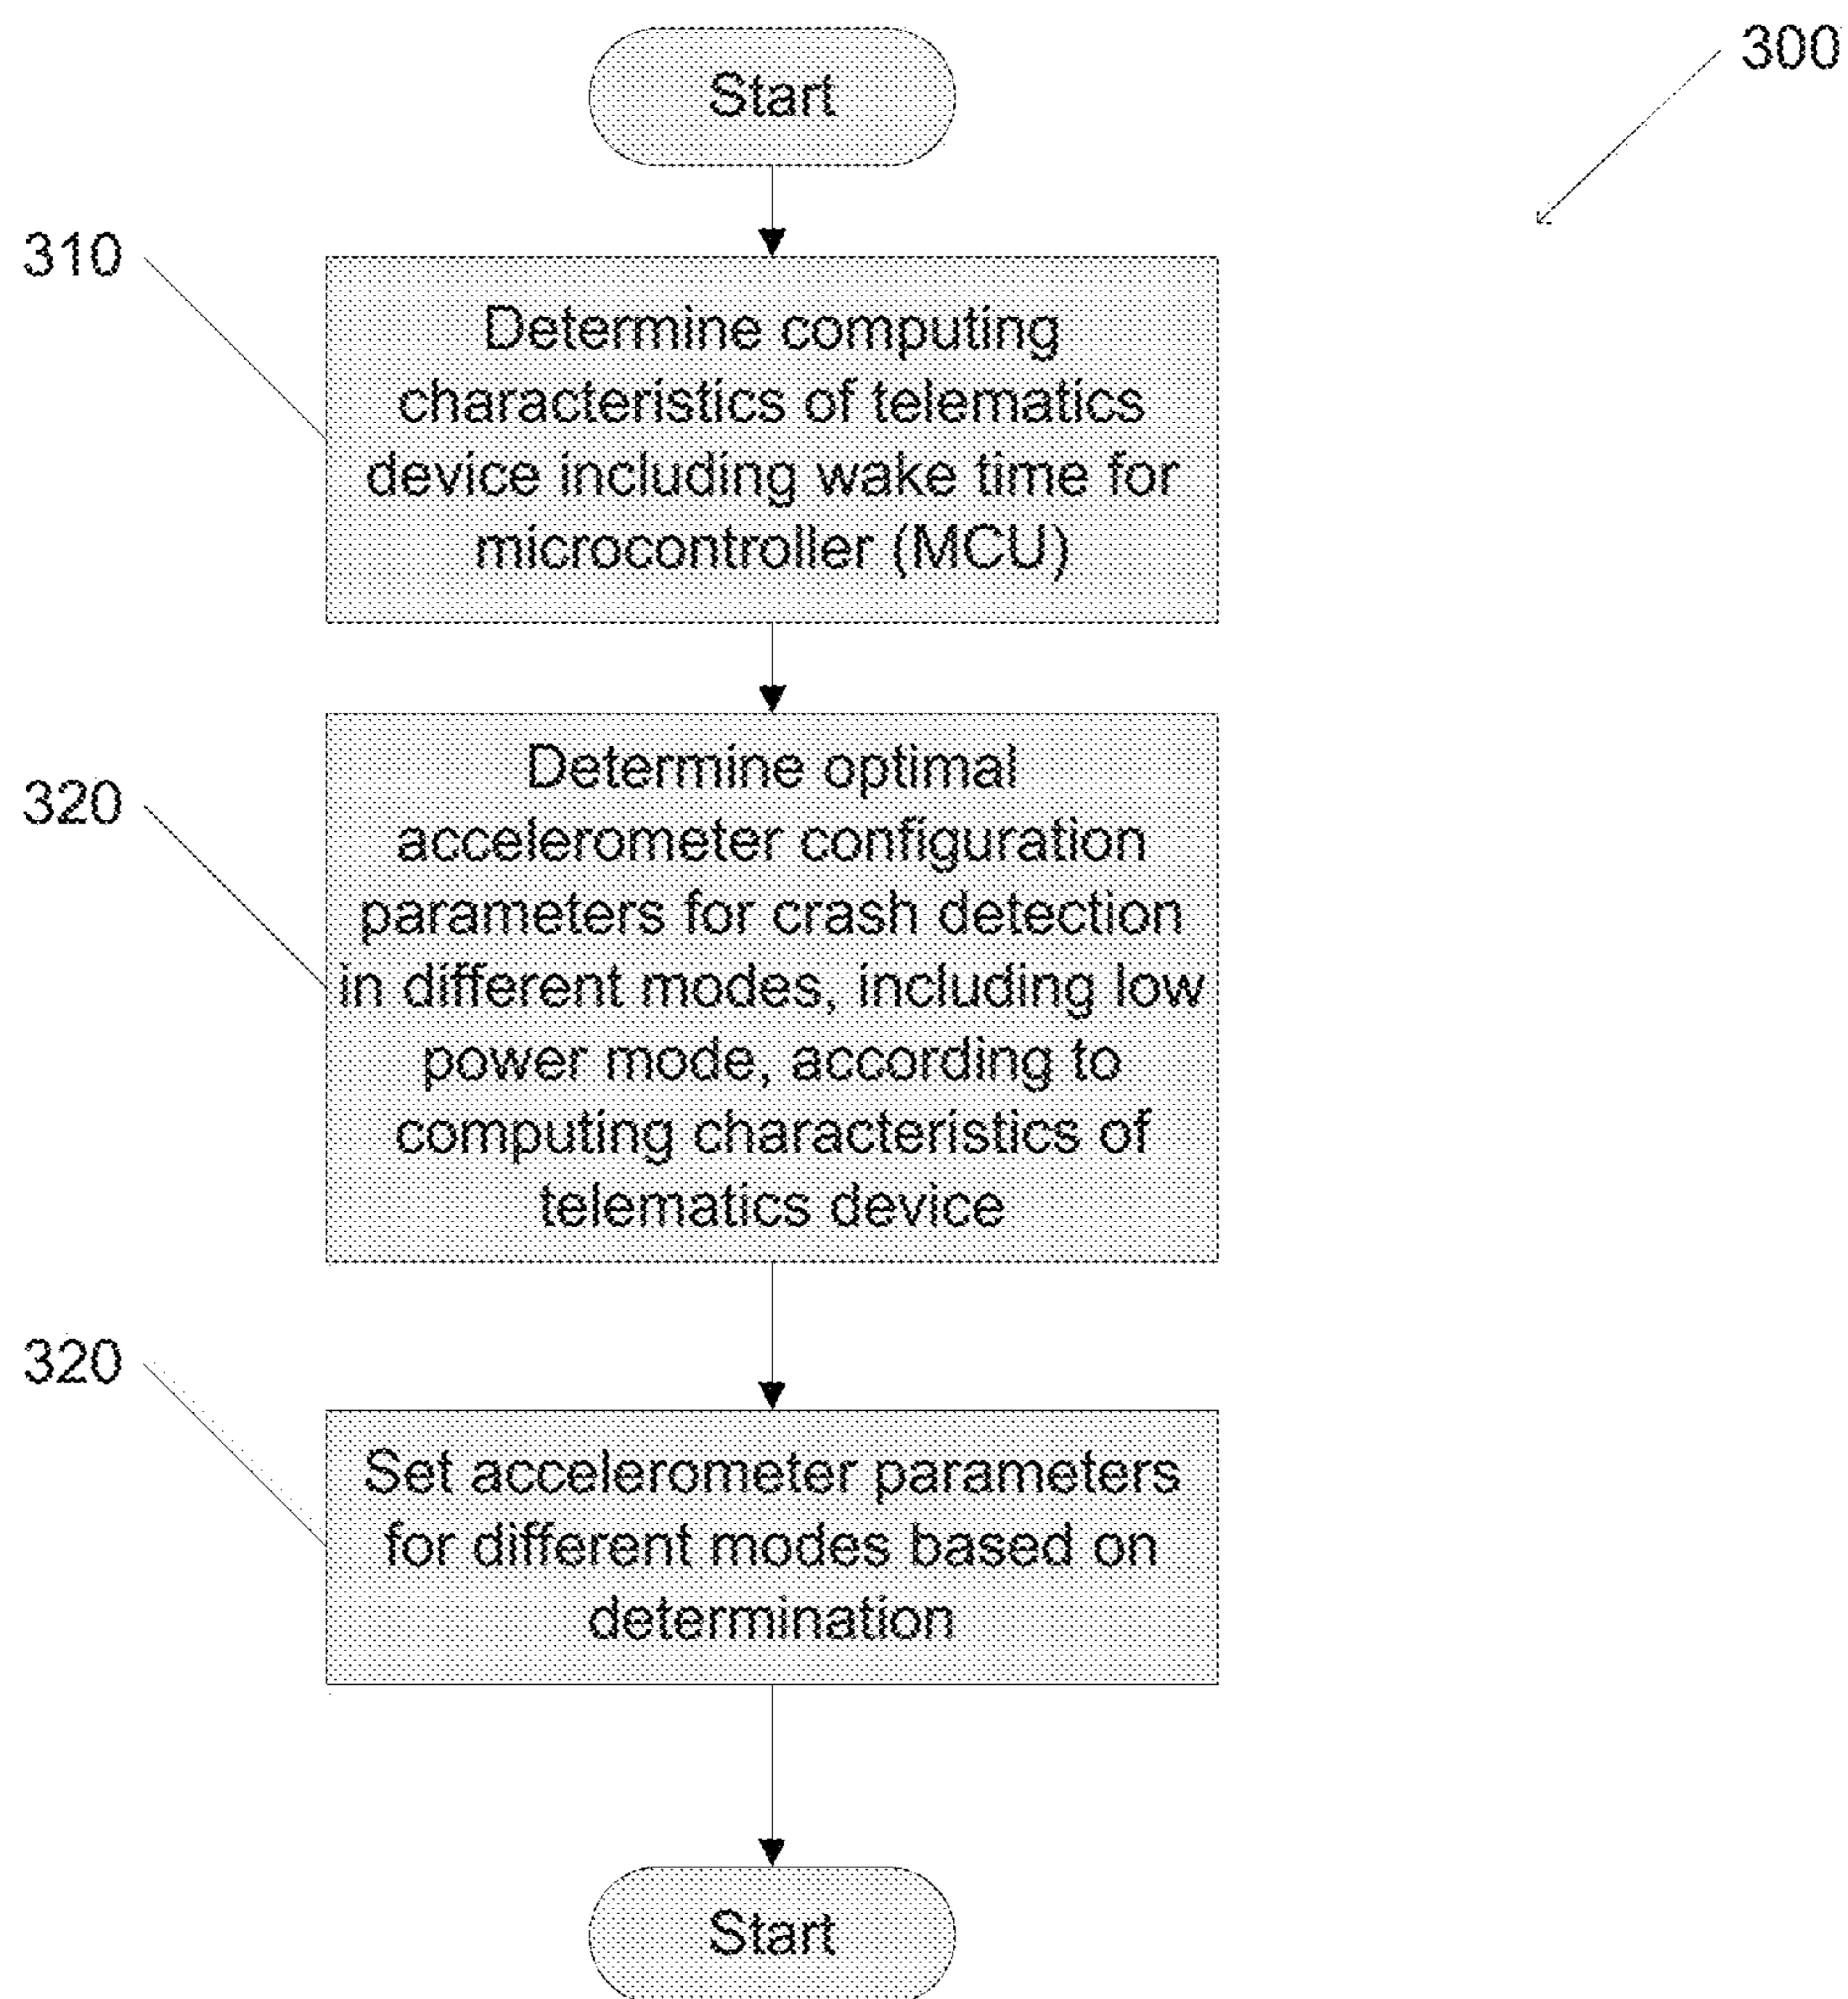 300
Start
310
Determine computing
characteristics of telematics
device including wake time for
microcontroller (MCU)
320
Determine optimal
accelerometer configuration
parameters for crash detection
in different modes, including low
power mode, according to
computing characteristics of
telematics device
320
Set accelerometer parameters
for different modes based on
determination
Start